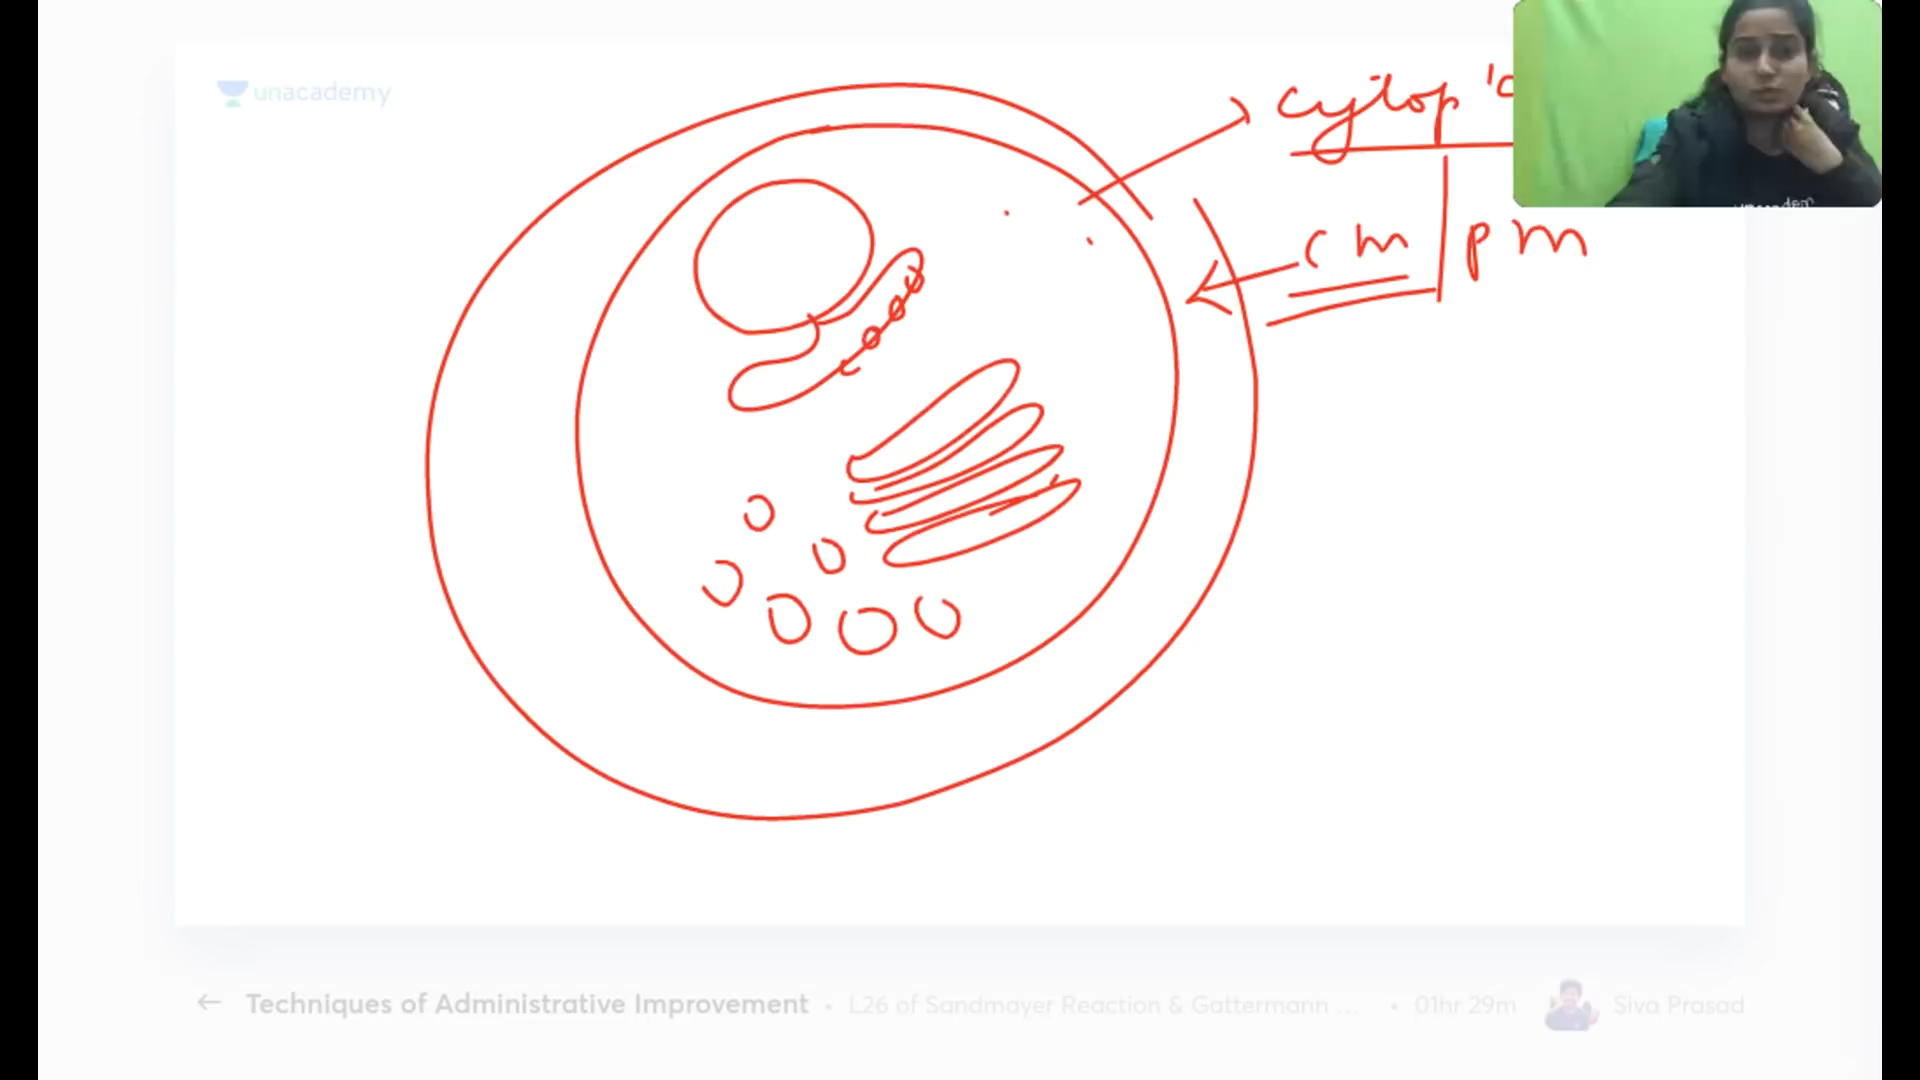 unacademy
cytop
cm | pm
← Techniques of Administrative Improvement • L26 of Sandmayer Reaction & Gattermann ... • 01hr 29m Siva Prasad